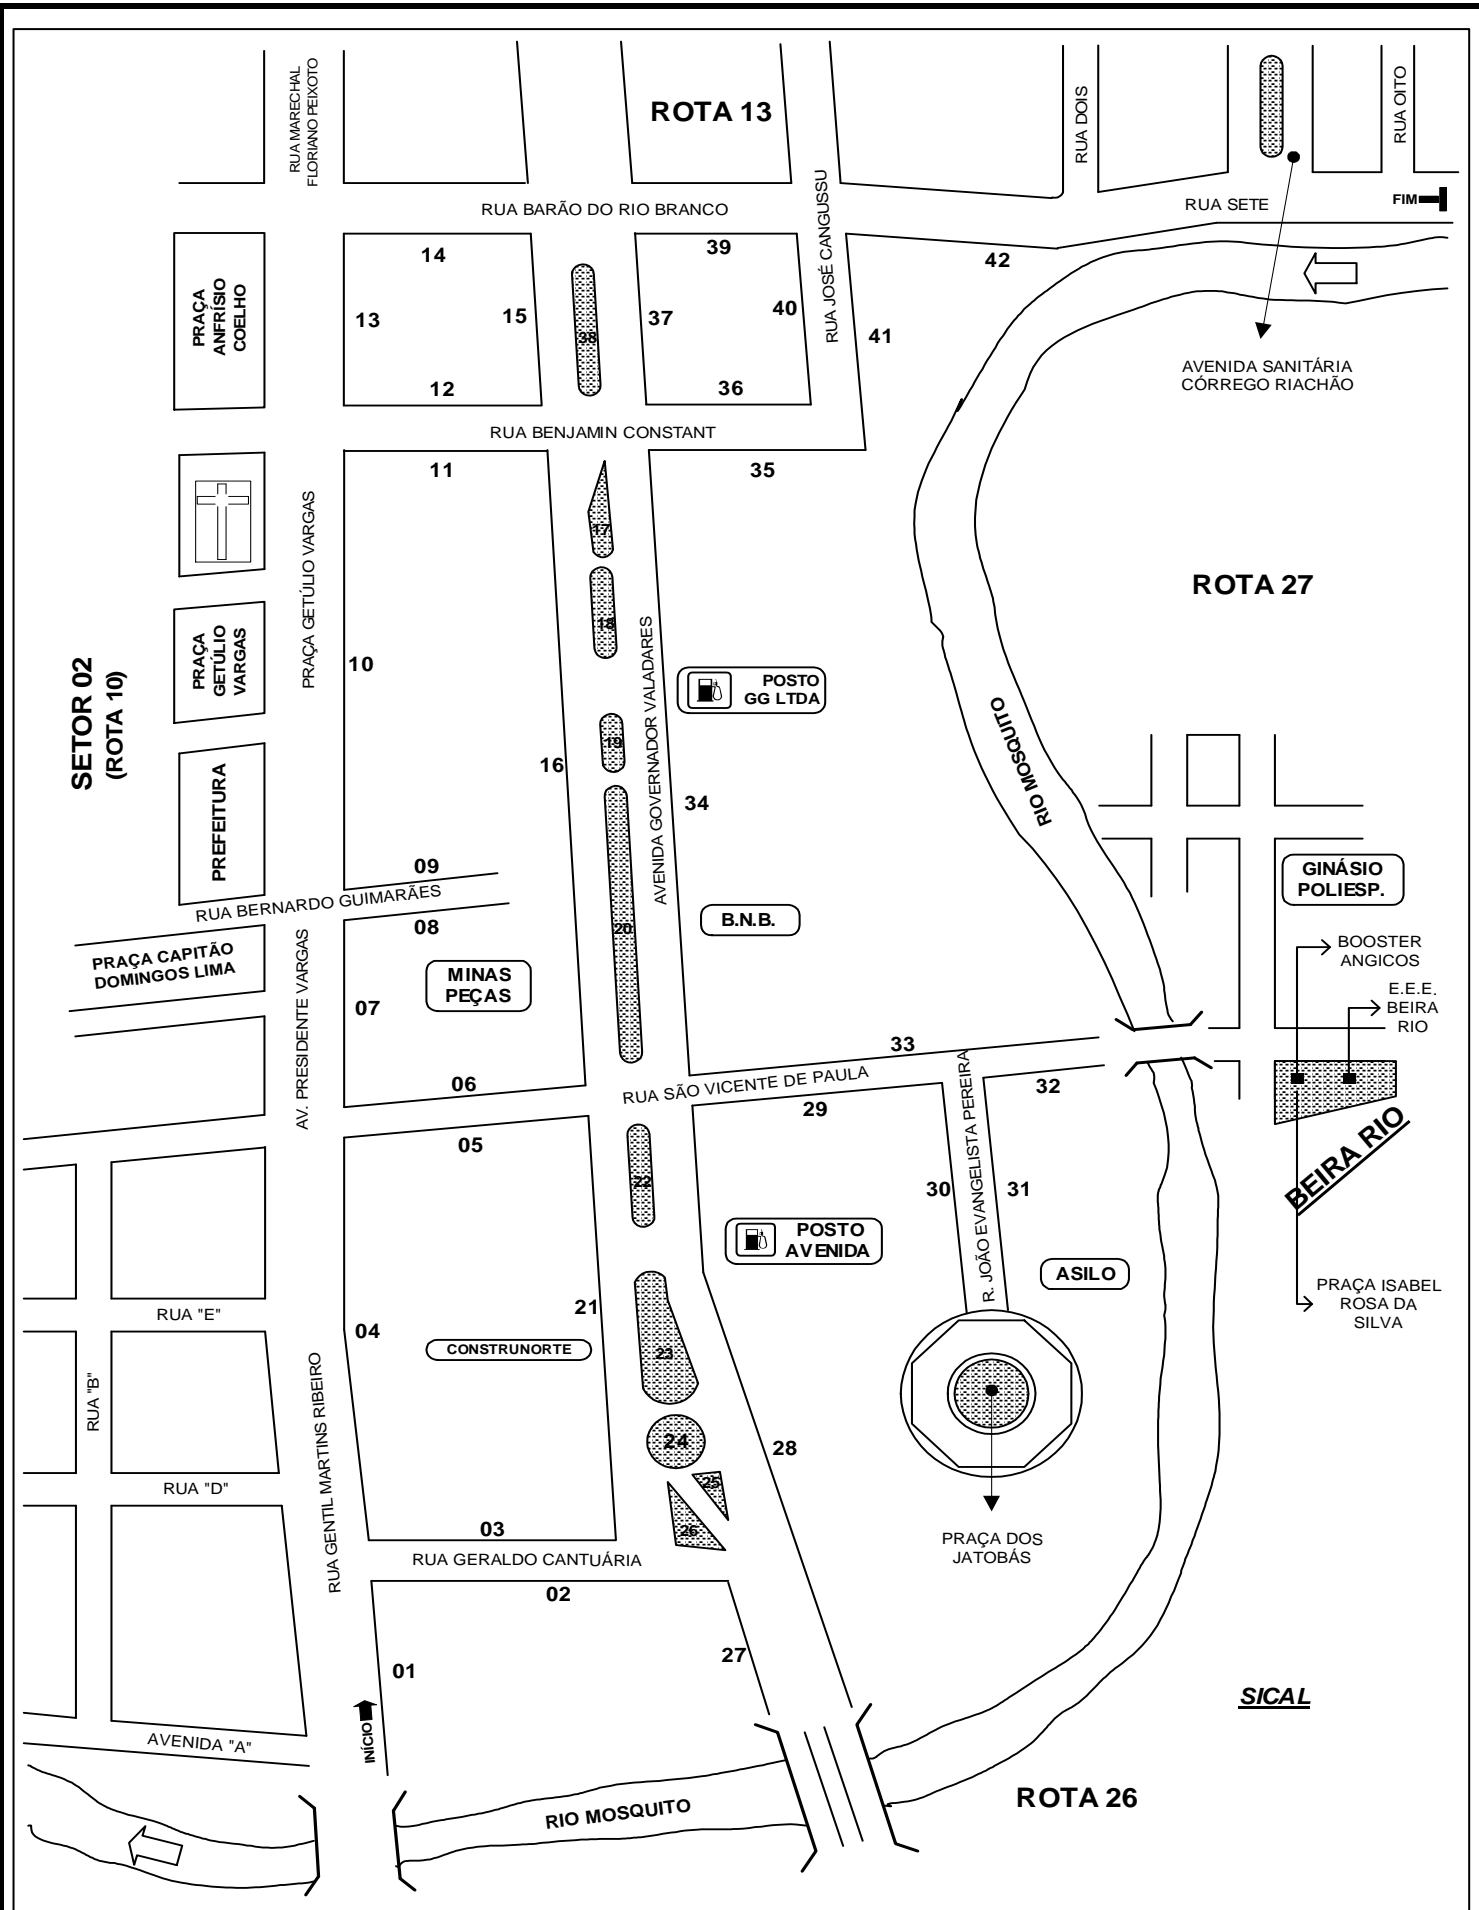 RUA MARECHAL
FLORIANO PEIXOTO
ROTA 13
RUA DOIS
RUA OITO
RUA BARÃO DO RIO BRANCO
RUA JOSÉ CANGUSSU
RUA SETE
FIM
14
39
42
PRAÇA
ANFRÍSIO
COELHO
13
15
38
37
40
41
AVENIDA SANITÁRIA
CÓRREGO RIACHÃO
12
36
RUA BENJAMIN CONSTANT
11
35
PRAÇA GETÚLIO VARGAS
17
18
ROTA 27
SETOR 02
(ROTA 10)
PRAÇA
GETÚLIO
VARGAS
10
AVENIDA GOVERNADOR VALADARES
POSTO
GG LTDA
RIO MOSQUITO
19
16
34
PREFEITURA
09
RUA BERNARDO GUIMARÃES
08
20
B.N.B.
GINÁSIO
POLIESP.
PRAÇA CAPITÃO
DOMINGOS LIMA
AV. PRESIDENTE VARGAS
MINAS
PEÇAS
07
BOOSTER
ANGICOS
E.E.E.
BEIRA
RIO
33
06
RUA SÃO VICENTE DE PAULA
R. JOÃO EVANGELISTA PEREIRA
32
29
05
BEIRA RIO
22
30
31
POSTO
AVENIDA
ASILO
PRAÇA ISABEL
ROSA DA
SILVA
RUA "E"
21
04
CONSTRUNORTE
23
RUA "B"
RUA GENTIL MARTINS RIBEIRO
24
28
RUA "D"
25
26
03
RUA GERALDO CANTUÁRIA
02
PRAÇA DOS
JATOBÁS
27
01
SICAL
INÍCIO
AVENIDA "A"
ROTA 26
RIO MOSQUITO